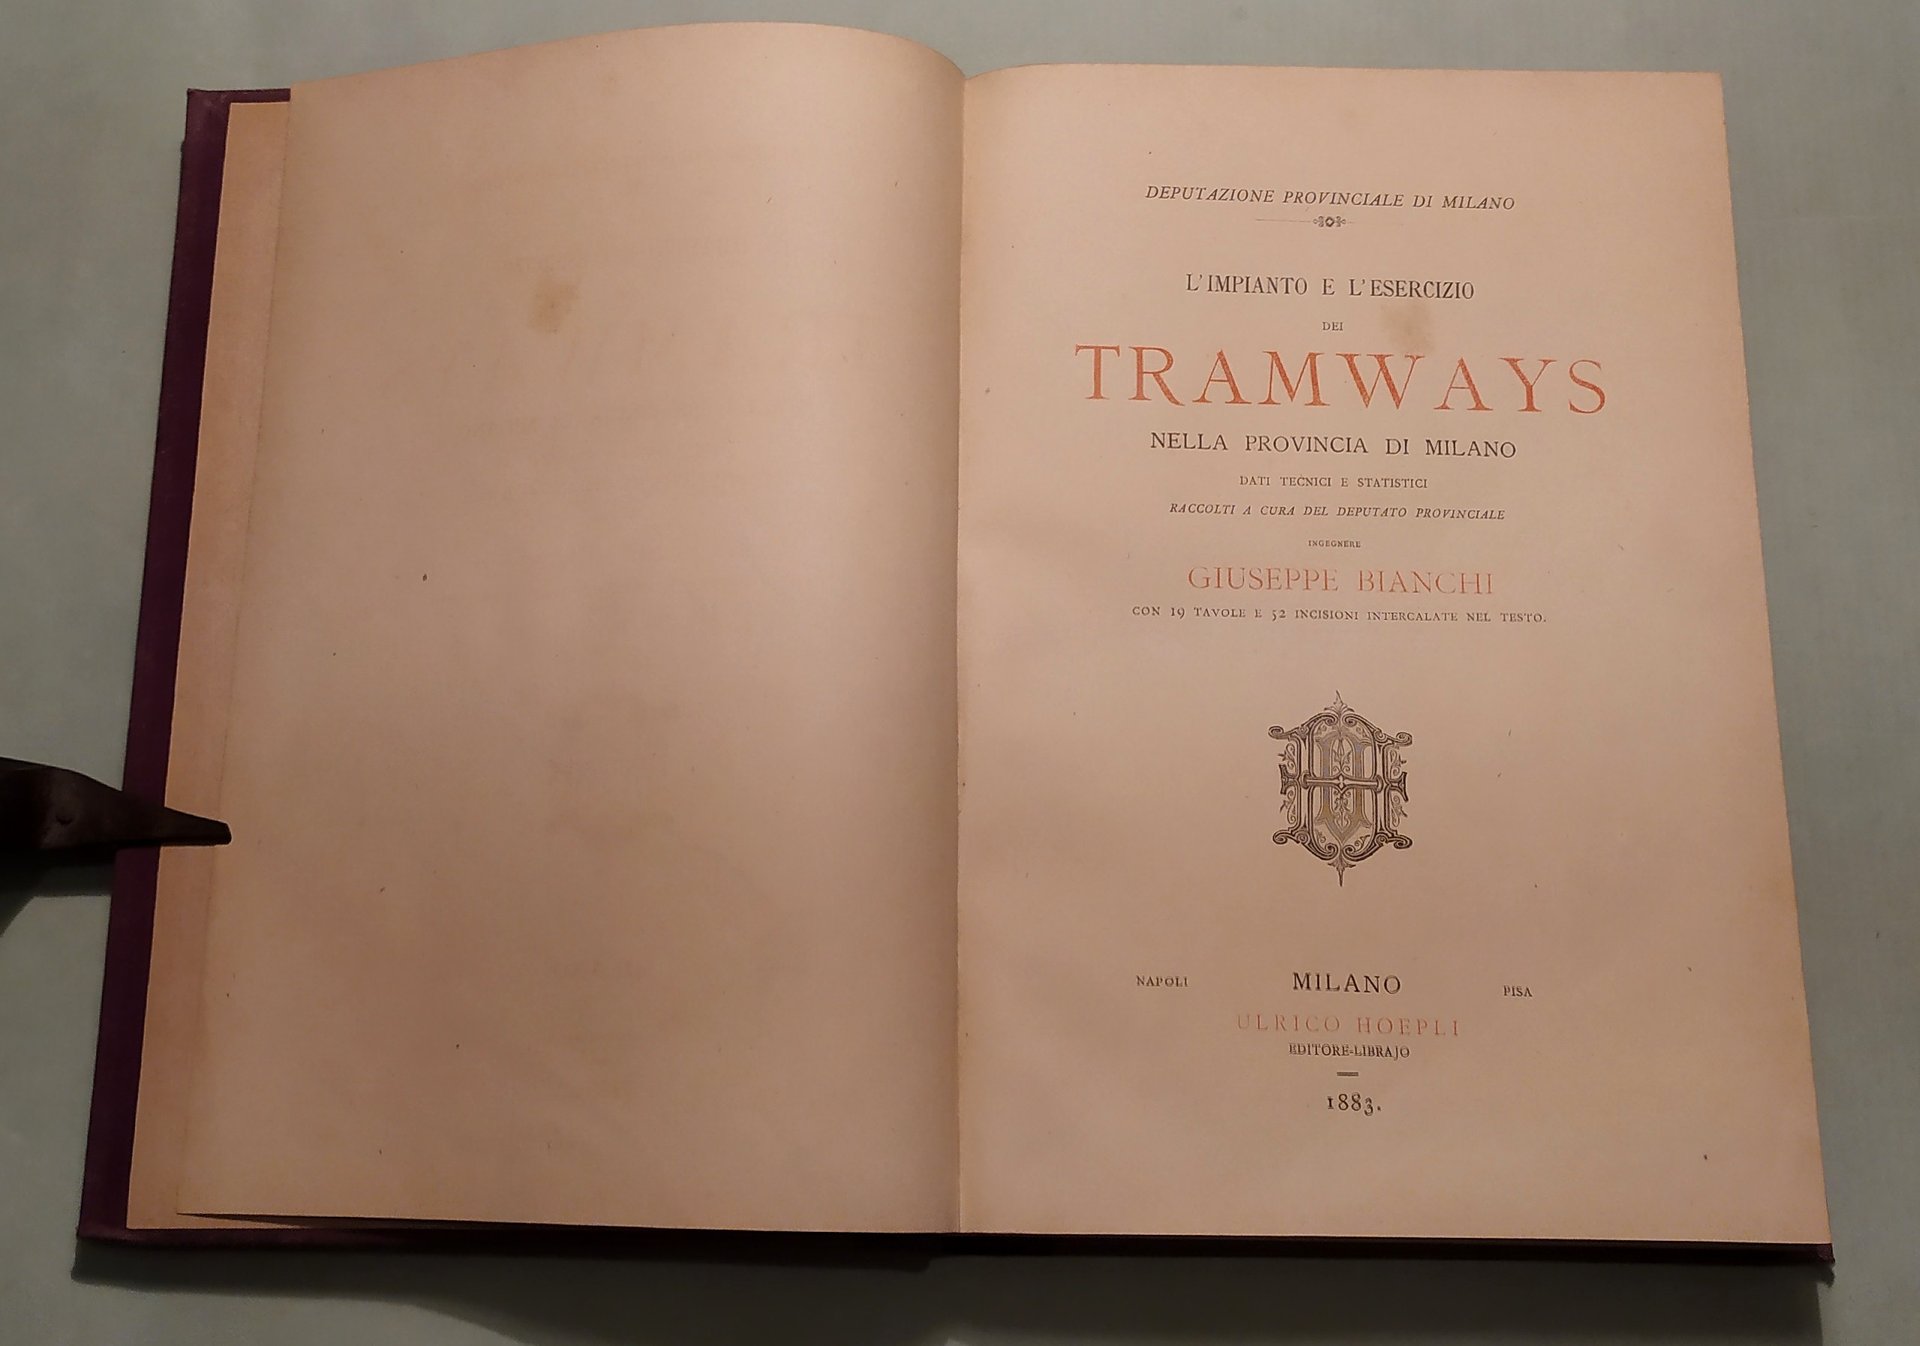 DEPUTAZIONE PROVINCIALE DI MILANO
L'IMPIANTO E L'ESERCIZIO
DEI
TRAMWAYS
NELLA PROVINCIA DI MILANO
DATI TECNICI E STATISTICI
RACCOLTI A CURA DEL DEPUTATO PROVINCIALE
INGEGNERE
GIUSEPPE BIANCHI
CON 19 TAVOLE E 52 INCISIONI INTERCALATE NEL TESTO.
NAPOLI MILANO PISA
ULRICO HOEPLI
EDITORE-LIBRAJO
1883.